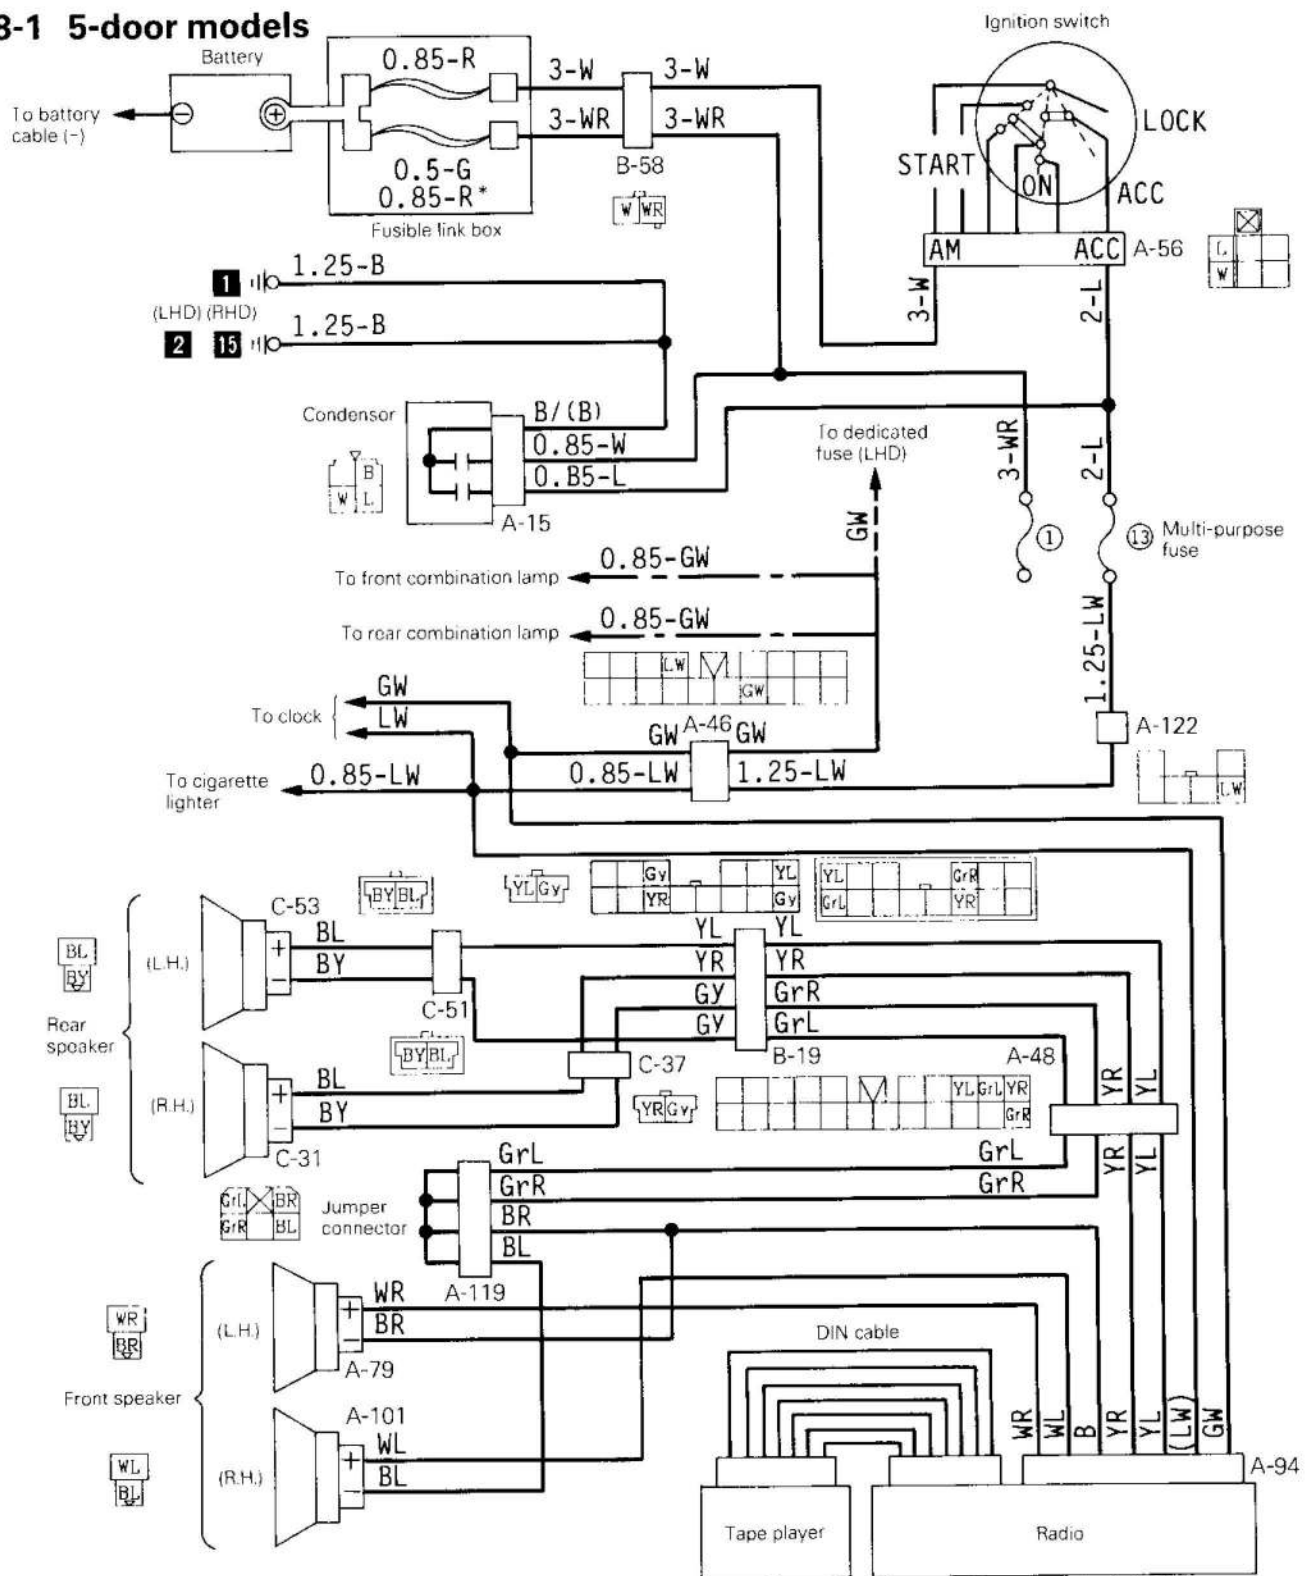 8-1 5-door models
Ignition switch
Battery
0.85-R
3-W
3-W
To battery
cable (–)
3-WR
3-WR
LOCK
START
ON
ACC
B-58
0.5-G
0.85-R*
W WR
Fusible link box
AM
ACC
A-56
L
W
1
1.25-B
3-W
2-L
(LHD) (RHD)
2 15
1.25-B
Condensor
B/(B)
0.85-W
0.B5-L
B
W L
A-15
To dedicated
fuse (LHD)
3-WR
2-L
GW
1
13
Multi-purpose
fuse
To front combination lamp
0.85-GW
To rear combination lamp
0.85-GW
1.25-LW
LW
GW
To clock
GW
LW
A-46
GW
GW
A-122
To cigarette
lighter
0.85-LW
0.85-LW
1.25-LW
LW
BY BL
YL Gy
Gy YL
YR Gy
YL GrR
GrL YR
C-53
BL
BY
BL
BY
(L.H.)
C-51
YL
YL
YR
YR
GY
GrR
GY
GrL
B-19
A-48
Rear
speaker
BY BL
C-37
BL
BY
BL
BY
(R.H.)
C-31
YR Gy
YL GrL YR
GrR
YR
YL
YR
YL
GrL
GrL
GrR
GrR
BR
BL
GrL BR
GrR BL
Jumper
connector
A-119
WR
BR
WR
BR
(L.H.)
A-79
DIN cable
Front speaker
A-101
WL
BL
WL
BL
(R.H.)
WR
WL
B
YR
YL
(LW)
GW
A-94
Tape player
Radio